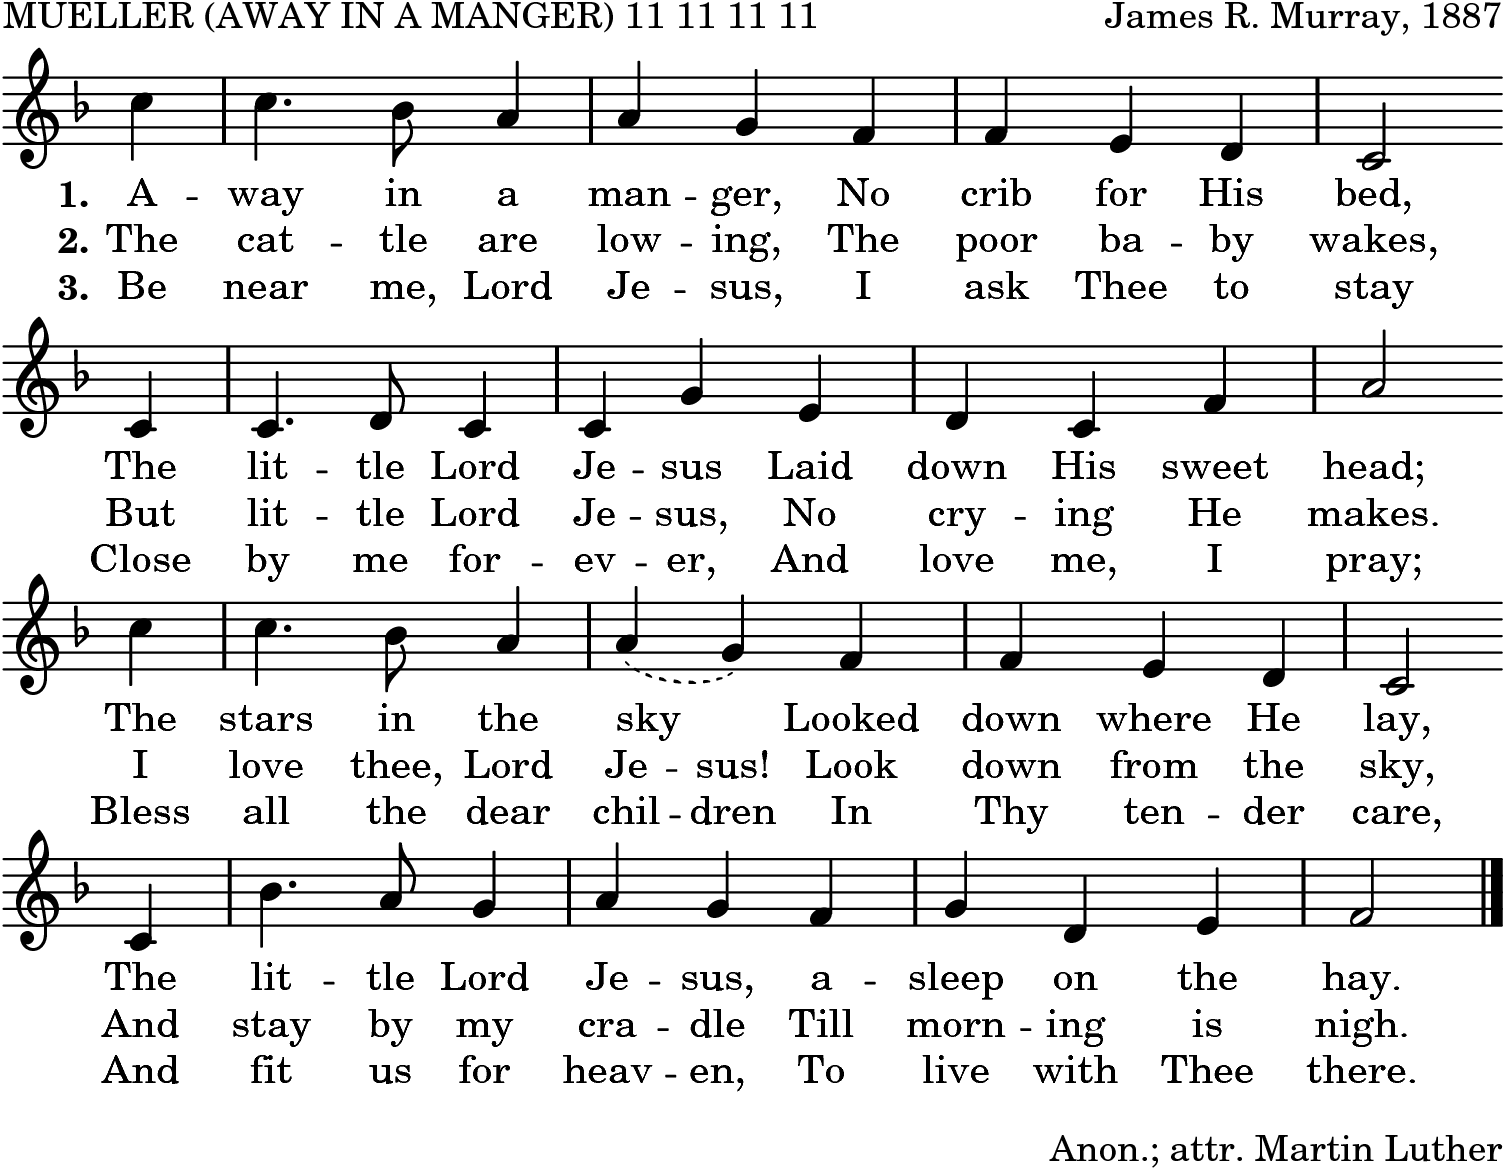 MUELLER (AWAY IN A MANGER) 11 11 11 11 James R. Murray, 1887
1. A - way in a man - ger, No crib for His bed,
2. The cat - tle are low - ing, The poor ba - by wakes,
3. Be near me, Lord Je - sus, I ask Thee to stay
The lit - tle Lord Je - sus Laid down His sweet head;
But lit - tle Lord Je - sus, No cry - ing He makes.
Close by me for - ev - er, And love me, I pray;
The stars in the sky Looked down where He lay,
I love thee, Lord Je - sus! Look down from the sky,
Bless all the dear chil - dren In Thy ten - der care,
The lit - tle Lord Je - sus, a - sleep on the hay.
And stay by my cra - dle Till morn - ing is nigh.
And fit us for heav - en, To live with Thee there.
Anon.; attr. Martin Luther